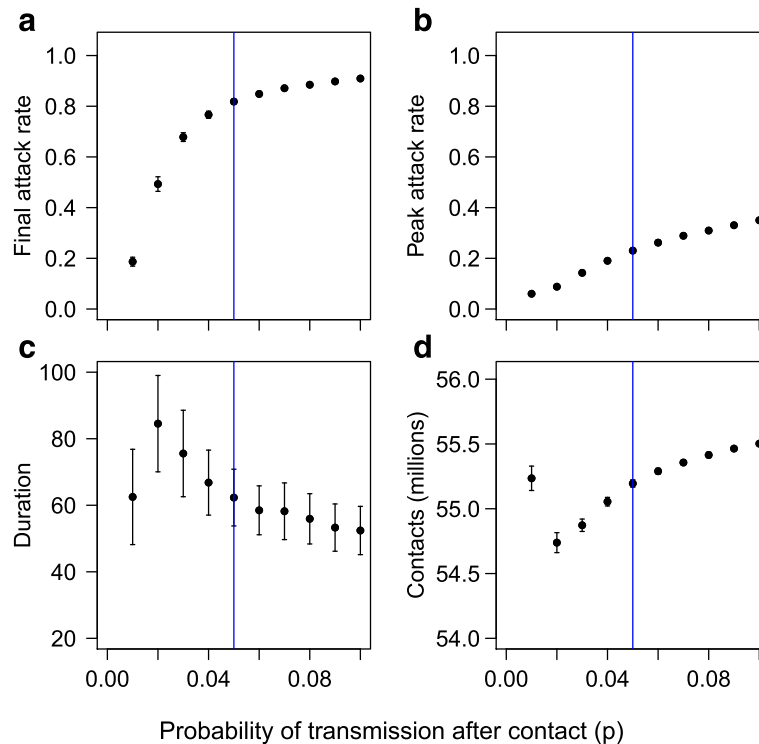 a
Final attack rate
1.0
0.8
0.6
0.4
0.2
0.0
b
Peak attack rate
1.0
0.8
0.6
0.4
0.2
0.0
c
Duration
100
80
60
40
20
0.00 0.04 0.08
d
Contacts (millions)
56.0
55.5
55.0
54.5
54.0
0.00 0.04 0.08
Probability of transmission after contact (p)